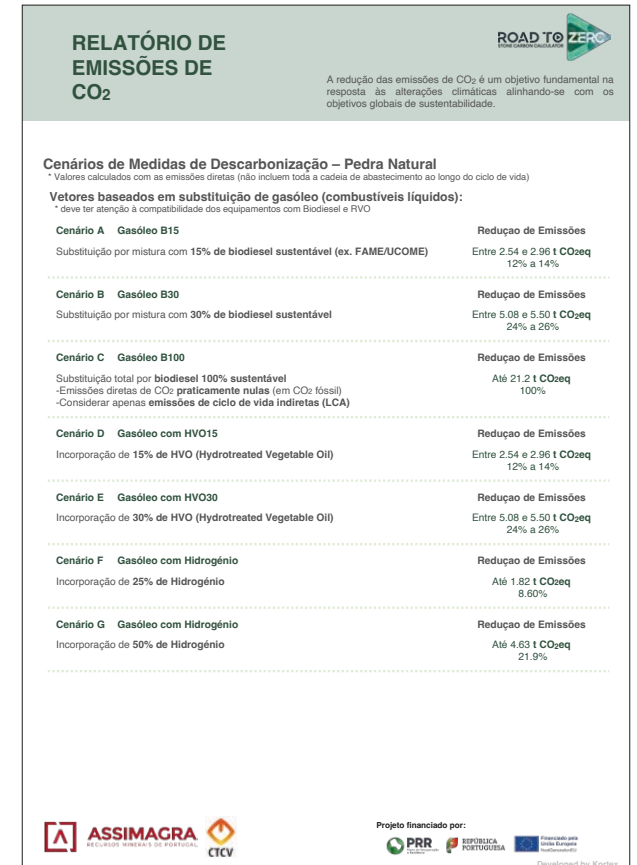 RELATÓRIO DE
EMISSÕES DE
CO₂
ROAD TO ZERO
STONE CARBON CALCULATOR
A redução das emissões de CO₂ é um objetivo fundamental na
resposta às alterações climáticas alinhando-se com os
objetivos globais de sustentabilidade.
Cenários de Medidas de Descarbonização – Pedra Natural
* Valores calculados com as emissões diretas (não incluem toda a cadeia de abastecimento ao longo do ciclo de vida)
Vetores baseados em substituição de gasóleo (combustíveis líquidos):
* deve ter atenção à compatibilidade dos equipamentos com Biodiesel e RVO
Cenário A Gasóleo B15 Reduçao de Emissões
Substituição por mistura com 15% de biodiesel sustentável (ex. FAME/UCOME) Entre 2.54 e 2.96 t CO₂eq
12% a 14%
Cenário B Gasóleo B30 Reduçao de Emissões
Substituição por mistura com 30% de biodiesel sustentável Entre 5.08 e 5.50 t CO₂eq
24% a 26%
Cenário C Gasóleo B100 Reduçao de Emissões
Substituição total por biodiesel 100% sustentável Até 21.2 t CO₂eq
-Emissões diretas de CO₂ praticamente nulas (em CO₂ fóssil) 100%
-Considerar apenas emissões de ciclo de vida indiretas (LCA)
Cenário D Gasóleo com HVO15 Reduçao de Emissões
Incorporação de 15% de HVO (Hydrotreated Vegetable Oil) Entre 2.54 e 2.96 t CO₂eq
12% a 14%
Cenário E Gasóleo com HVO30 Reduçao de Emissões
Incorporação de 30% de HVO (Hydrotreated Vegetable Oil) Entre 5.08 e 5.50 t CO₂eq
24% a 26%
Cenário F Gasóleo com Hidrogénio Reduçao de Emissões
Incorporação de 25% de Hidrogénio Até 1.82 t CO₂eq
8.60%
Cenário G Gasóleo com Hidrogénio Reduçao de Emissões
Incorporação de 50% de Hidrogénio Até 4.63 t CO₂eq
21.9%
ASSIMAGRA
RECURSOS MINERAIS DE PORTUGAL
CTCV
Projeto financiado por:
PRR
REPÚBLICA
PORTUGUESA
Financiado pela
União Europeia
NextGenerationEU